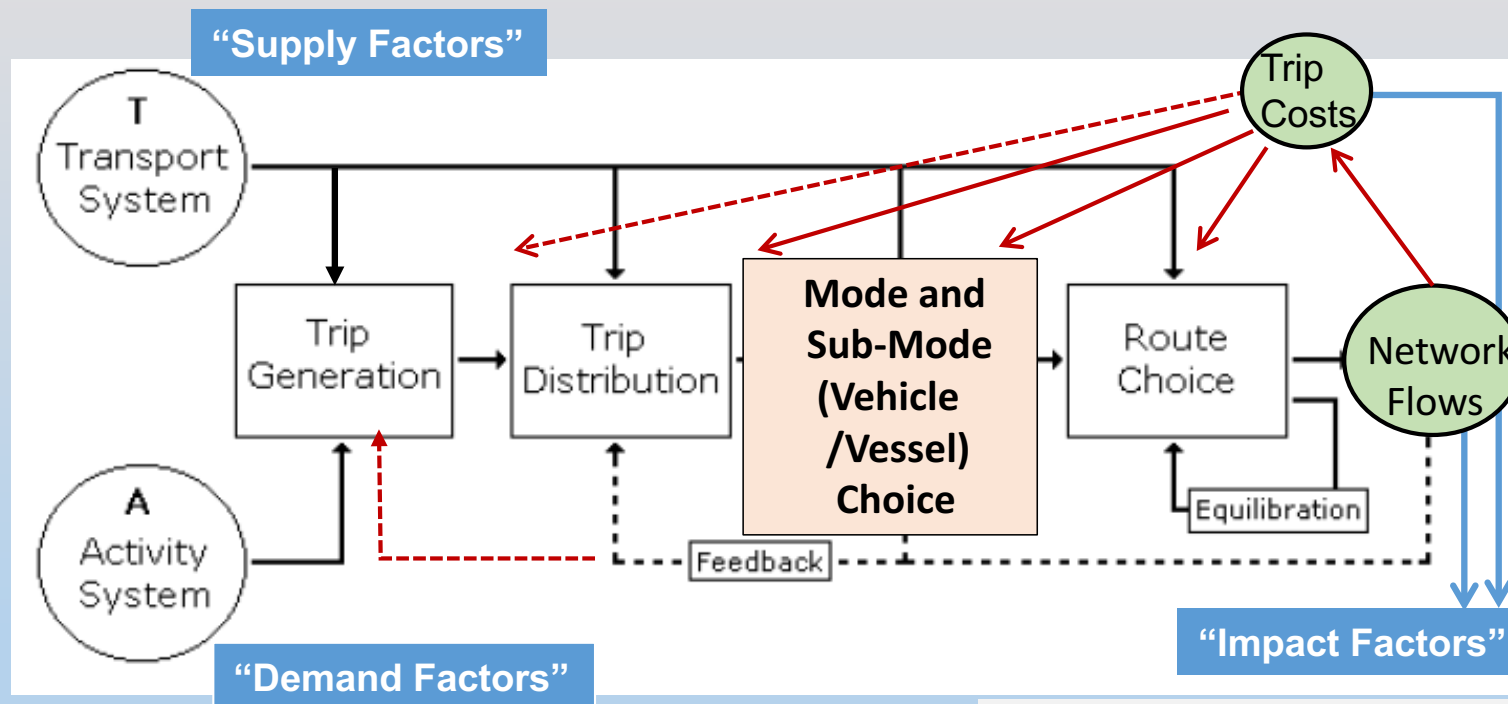 “Supply Factors”
Trip
Costs
T
Transport
System
Trip
Generation
Trip
Distribution
Mode and
Sub-Mode
(Vehicle
/Vessel)
Choice
Route
Choice
Network
Flows
Equilibration
A
Activity
System
Feedback
“Impact Factors”
“Demand Factors”